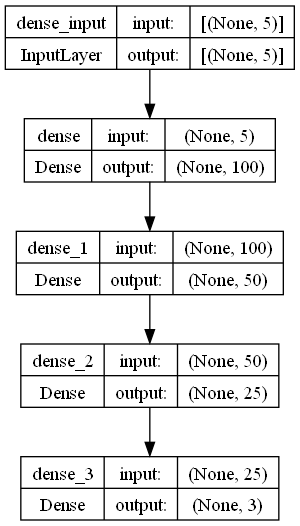 dense_input input: [(None, 5)]
InputLayer output: [(None, 5)]
dense input: (None, 5)
Dense output: (None, 100)
dense_1 input: (None, 100)
Dense output: (None, 50)
dense_2 input: (None, 50)
Dense output: (None, 25)
dense_3 input: (None, 25)
Dense output: (None, 3)